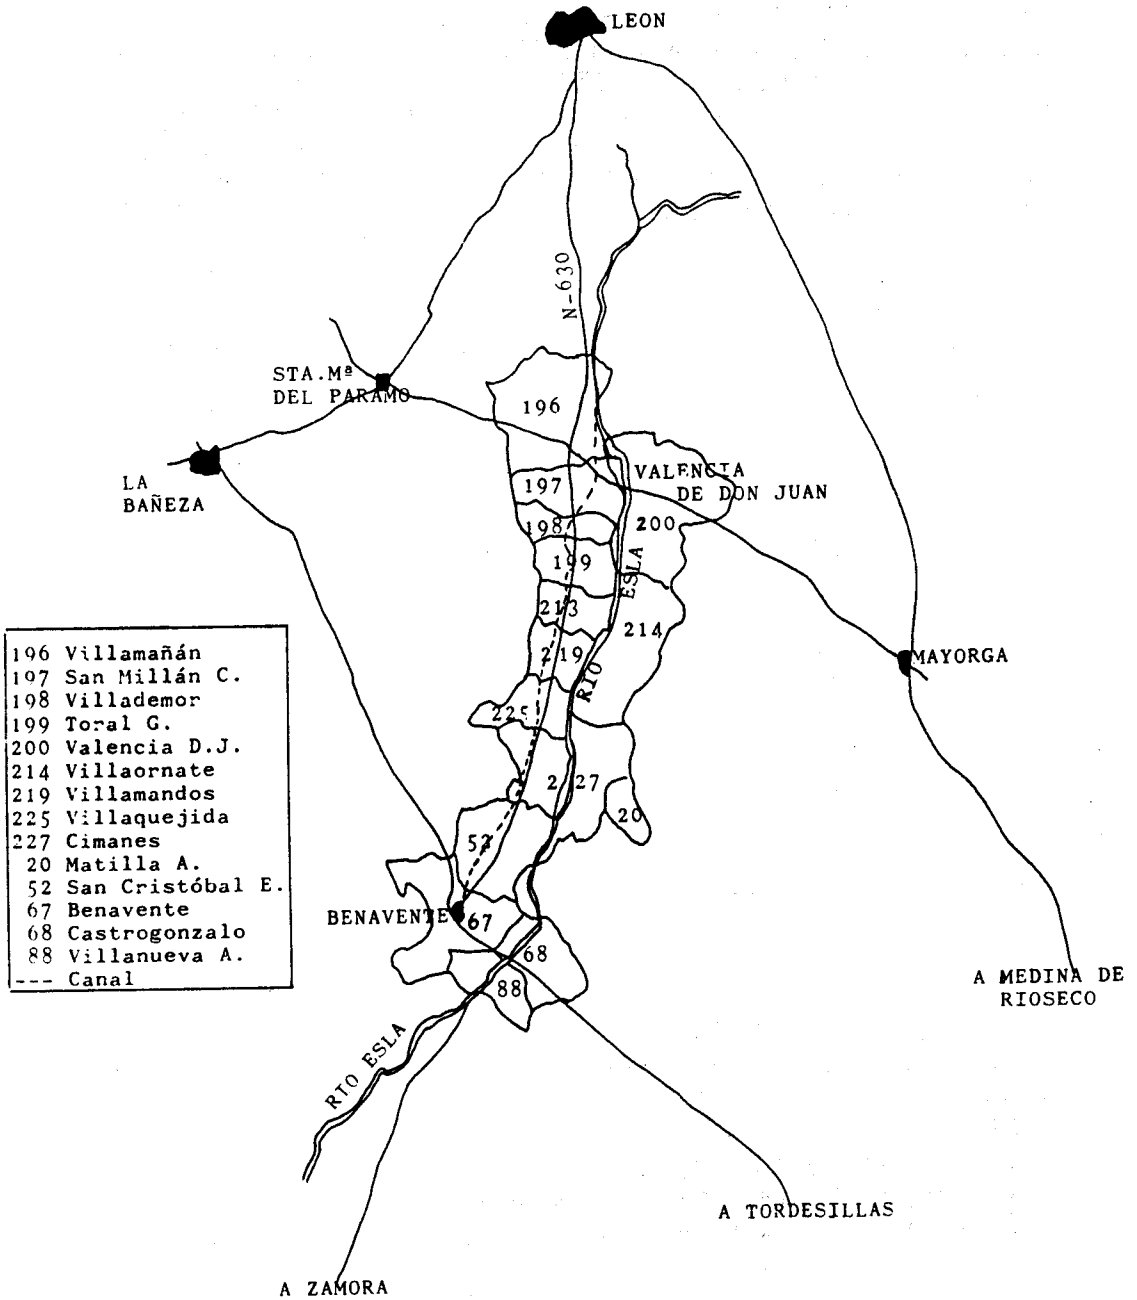 LEON
N-630
STA.Mª
DEL PARAMO
196
LA
BAÑEZA
VALENCIA
DE DON JUAN
197
198
200
199
ESLA
213
214
219
RIO
MAYORGA
225
227
20
52
196 Villamañán
197 San Millán C.
198 Villademor
199 Toral G.
200 Valencia D.J.
214 Villaornate
219 Villamandos
225 Villaquejida
227 Cimanes
20 Matilla A.
52 San Cristóbal E.
67 Benavente
68 Castrogonzalo
88 Villanueva A.
--- Canal
BENAVENTE
67
68
88
A MEDINA DE
RIOSECO
RIO ESLA
A TORDESILLAS
A ZAMORA